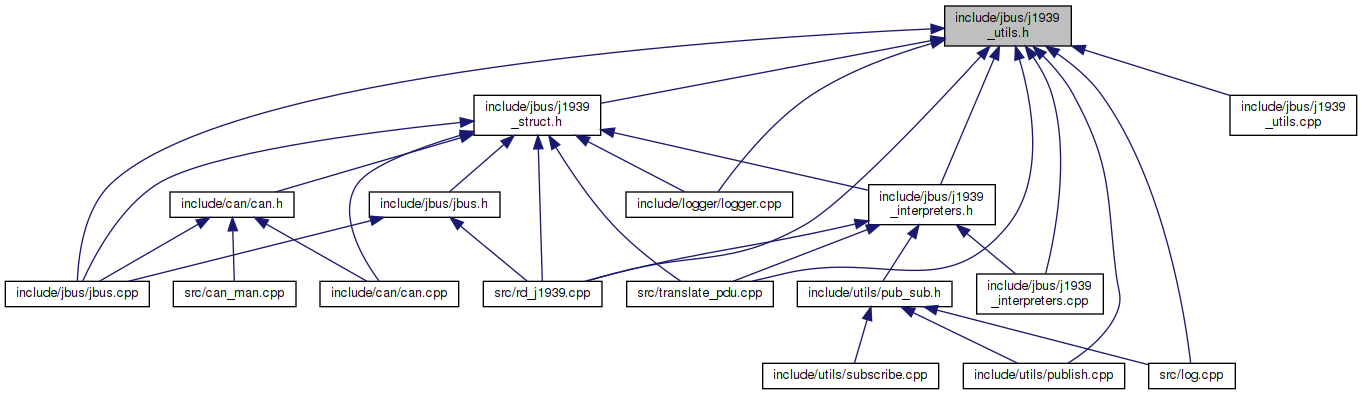 include/jbus/j1939
_utils.h
include/jbus/j1939
_struct.h
include/jbus/j1939
_utils.cpp
include/can/can.h
include/jbus/jbus.h
include/logger/logger.cpp
include/jbus/j1939
_interpreters.h
include/jbus/jbus.cpp
src/can_man.cpp
include/can/can.cpp
src/rd_j1939.cpp
src/translate_pdu.cpp
include/utils/pub_sub.h
include/jbus/j1939
_interpreters.cpp
include/utils/subscribe.cpp
include/utils/publish.cpp
src/log.cpp